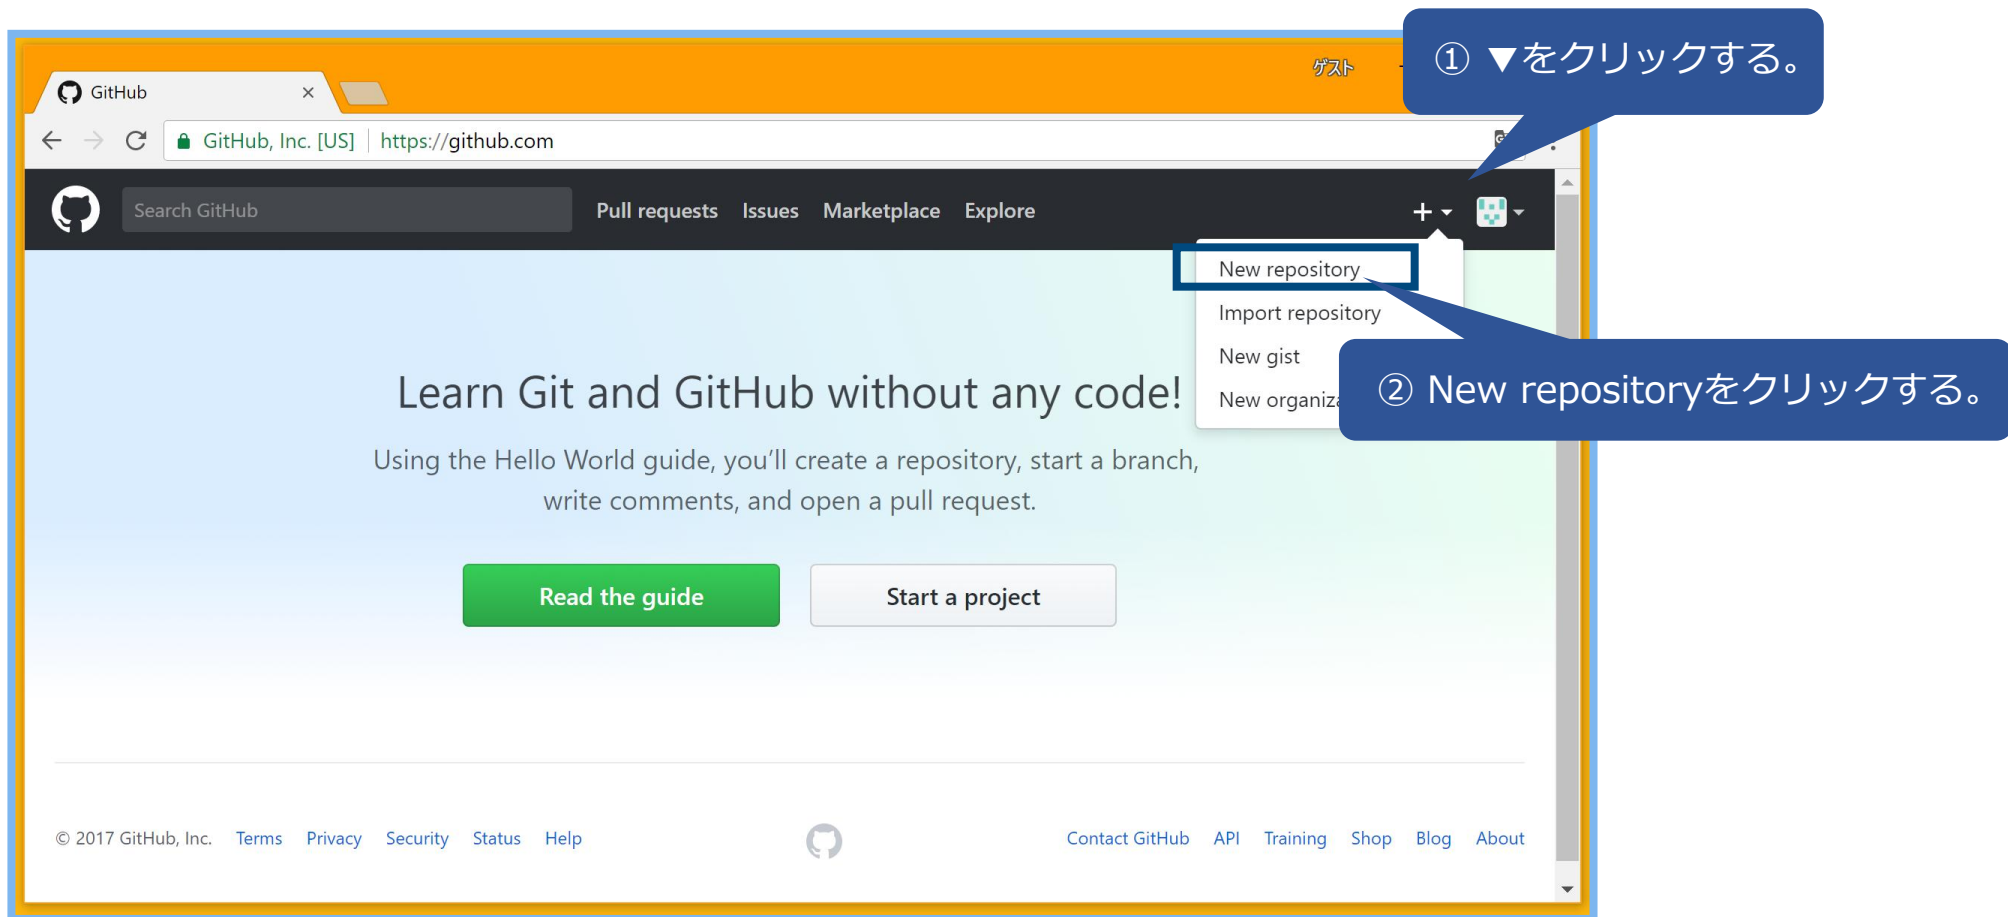 ① ▼をクリックする。
ゲスト
GitHub
GitHub, Inc. [US] https://github.com
Search GitHub Pull requests Issues Marketplace Explore
New repository
Import repository
New gist
② New repositoryをクリックする。
Learn Git and GitHub without any code!
Using the Hello World guide, you'll create a repository, start a branch,
write comments, and open a pull request.
Read the guide Start a project
© 2017 GitHub, Inc. Terms Privacy Security Status Help Contact GitHub API Training Shop Blog About